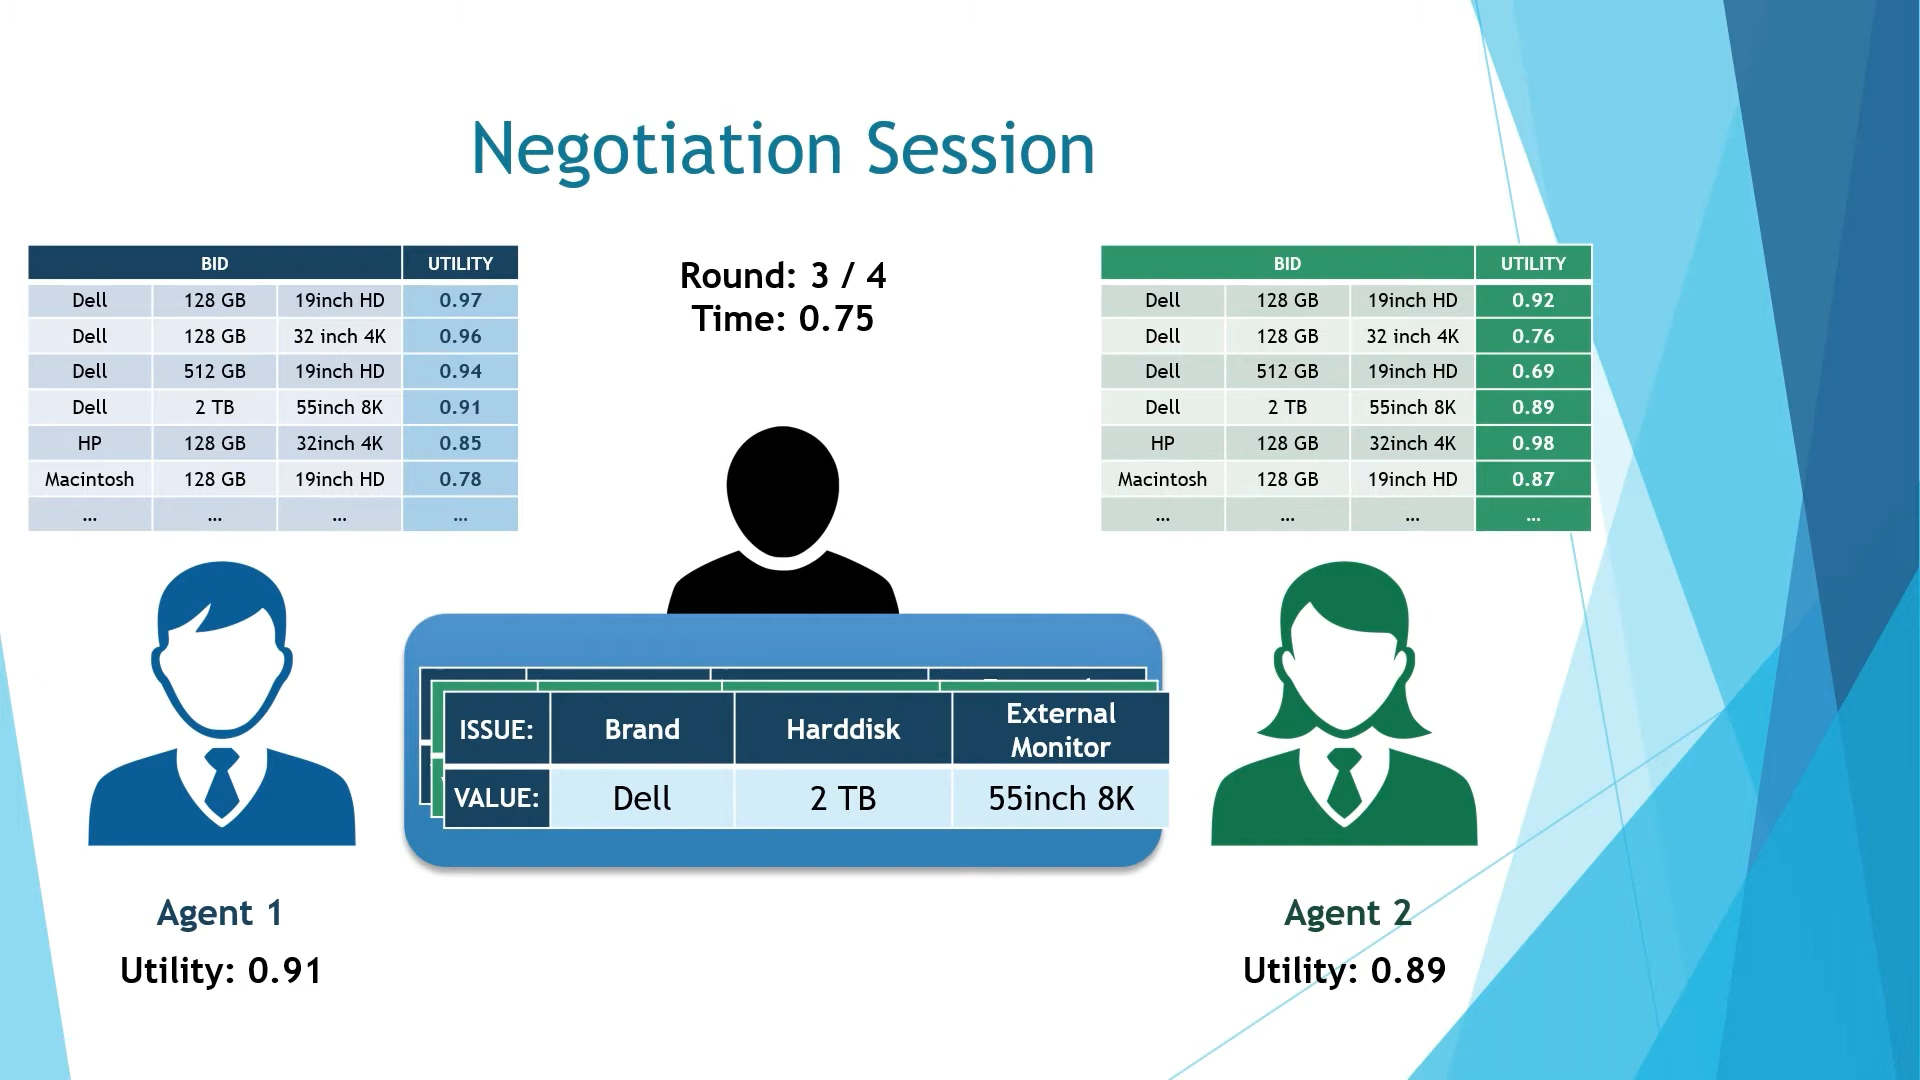 Negotiation Session
BID UTILITY
Dell 128 GB 19inch HD 0.97
Dell 128 GB 32 inch 4K 0.96
Dell 512 GB 19inch HD 0.94
Dell 2 TB 55inch 8K 0.91
HP 128 GB 32inch 4K 0.85
Macintosh 128 GB 19inch HD 0.78
... ... ... ...
Round: 3 / 4
Time: 0.75
BID UTILITY
Dell 128 GB 19inch HD 0.92
Dell 128 GB 32 inch 4K 0.76
Dell 512 GB 19inch HD 0.69
Dell 2 TB 55inch 8K 0.89
HP 128 GB 32inch 4K 0.98
Macintosh 128 GB 19inch HD 0.87
... ... ... ...
ISSUE: Brand Harddisk External Monitor
VALUE: Dell 2 TB 55inch 8K
Agent 1
Utility: 0.91
Agent 2
Utility: 0.89